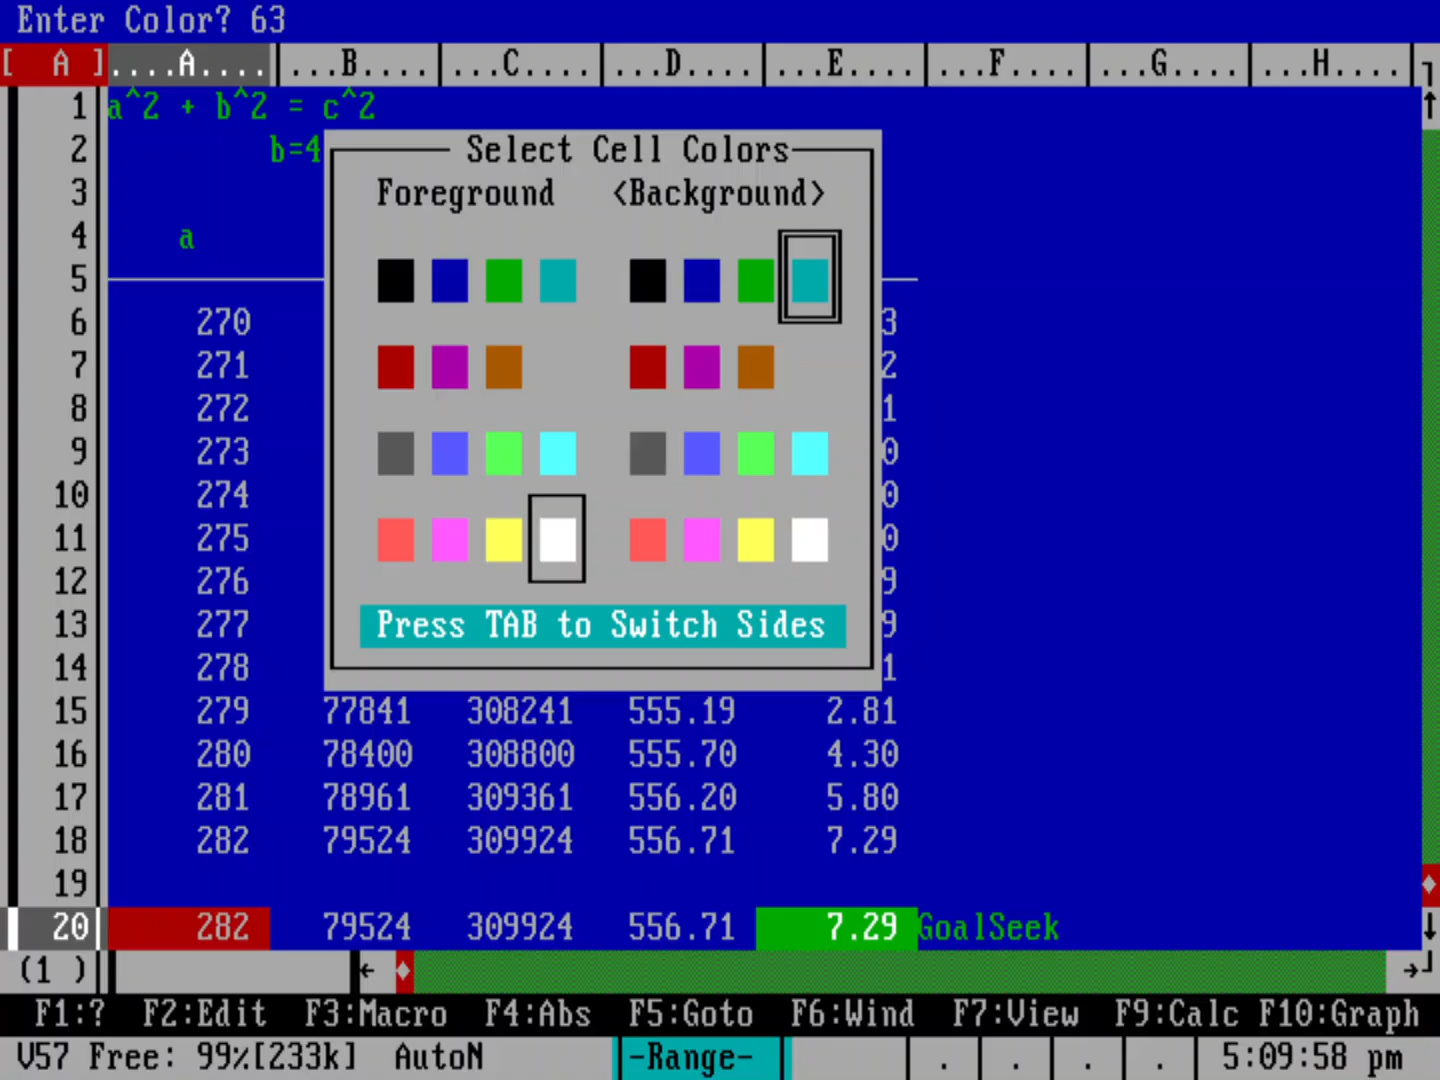 Enter Color? 63
[ A ]....A.... ...B.... ...C.... ...D.... ...E.... ...F.... ...G.... ...H....
1 a^2 + b^2 = c^2
2 b=4
Select Cell Colors
3
Foreground <Background>
4 a
5
6 270 3
7 271 2
8 272 1
9 273 0
10 274 0
11 275 0
12 276 9
13 277 9
Press TAB to Switch Sides
14 278 1
15 279 77841 308241 555.19 2.81
16 280 78400 308800 555.70 4.30
17 281 78961 309361 556.20 5.80
18 282 79524 309924 556.71 7.29
19
20 282 79524 309924 556.71 7.29 GoalSeek
(1 )
F1:? F2:Edit F3:Macro F4:Abs F5:Goto F6:Wind F7:View F9:Calc F10:Graph
V57 Free: 99%[233k] AutoN -Range- . . . . 5:09:58 pm